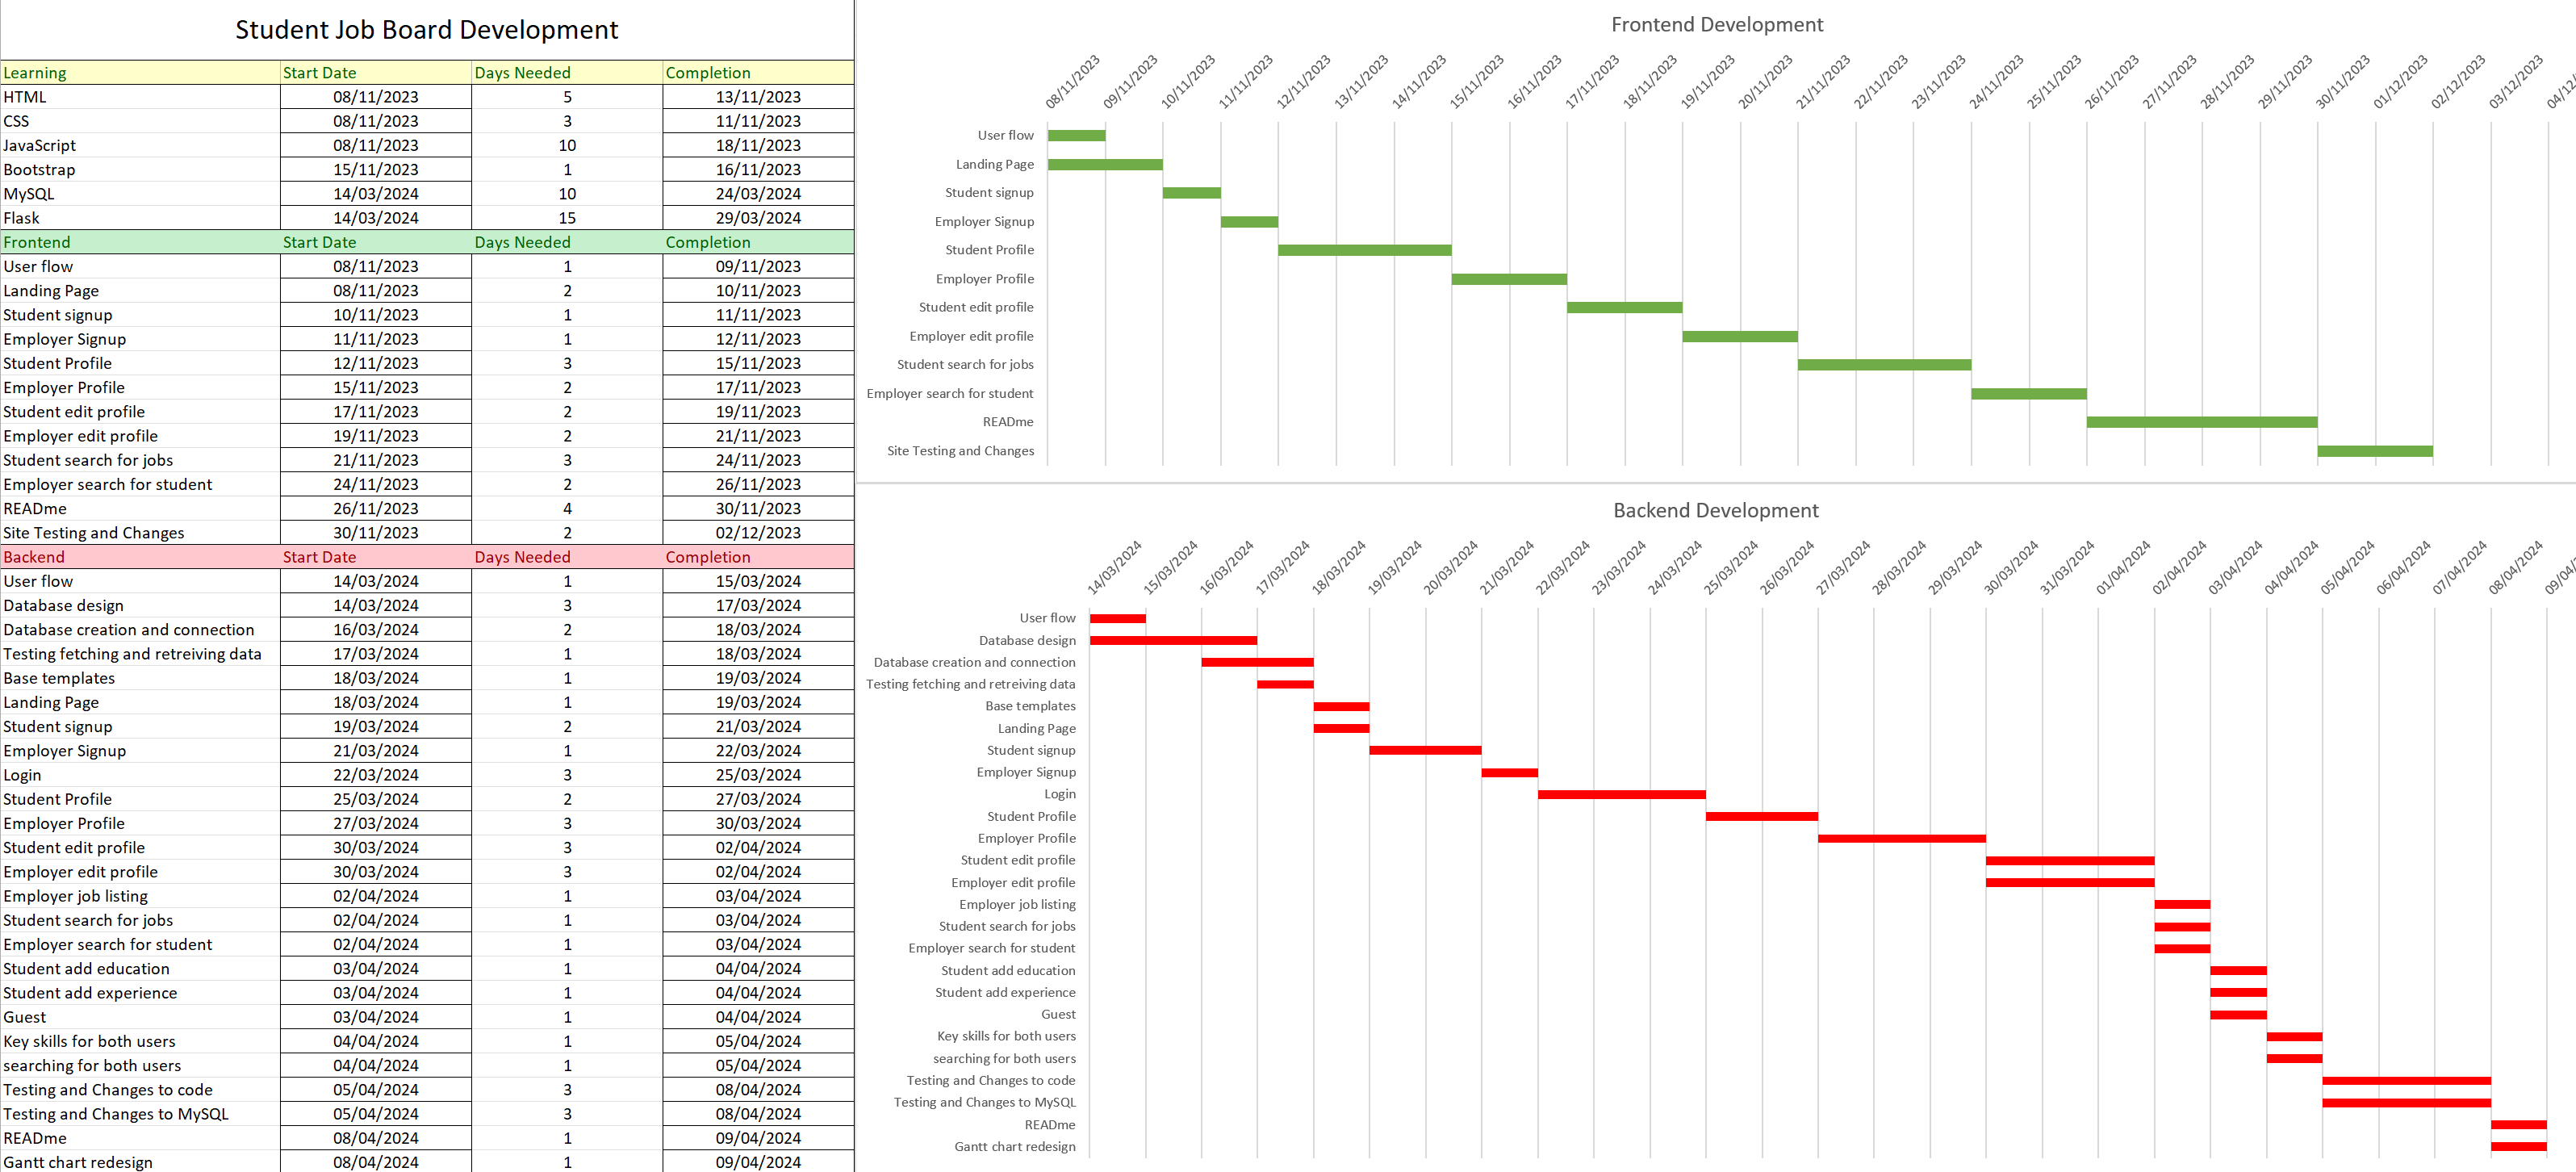 Student Job Board Development
Learning Start Date Days Needed Completion
HTML 08/11/2023 5 13/11/2023
CSS 08/11/2023 3 11/11/2023
JavaScript 08/11/2023 10 18/11/2023
Bootstrap 15/11/2023 1 16/11/2023
MySQL 14/03/2024 10 24/03/2024
Flask 14/03/2024 15 29/03/2024
Frontend Start Date Days Needed Completion
User flow 08/11/2023 1 09/11/2023
Landing Page 08/11/2023 2 10/11/2023
Student signup 10/11/2023 1 11/11/2023
Employer Signup 11/11/2023 1 12/11/2023
Student Profile 12/11/2023 3 15/11/2023
Employer Profile 15/11/2023 2 17/11/2023
Student edit profile 17/11/2023 2 19/11/2023
Employer edit profile 19/11/2023 2 21/11/2023
Student search for jobs 21/11/2023 3 24/11/2023
Employer search for student 24/11/2023 2 26/11/2023
READme 26/11/2023 4 30/11/2023
Site Testing and Changes 30/11/2023 2 02/12/2023
Backend Start Date Days Needed Completion
User flow 14/03/2024 1 15/03/2024
Database design 14/03/2024 3 17/03/2024
Database creation and connection 16/03/2024 2 18/03/2024
Testing fetching and retreiving data 17/03/2024 1 18/03/2024
Base templates 18/03/2024 1 19/03/2024
Landing Page 18/03/2024 1 19/03/2024
Student signup 19/03/2024 2 21/03/2024
Employer Signup 21/03/2024 1 22/03/2024
Login 22/03/2024 3 25/03/2024
Student Profile 25/03/2024 2 27/03/2024
Employer Profile 27/03/2024 3 30/03/2024
Student edit profile 30/03/2024 3 02/04/2024
Employer edit profile 30/03/2024 3 02/04/2024
Employer job listing 02/04/2024 1 03/04/2024
Student search for jobs 02/04/2024 1 03/04/2024
Employer search for student 02/04/2024 1 03/04/2024
Student add education 03/04/2024 1 04/04/2024
Student add experience 03/04/2024 1 04/04/2024
Guest 03/04/2024 1 04/04/2024
Key skills for both users 04/04/2024 1 05/04/2024
searching for both users 04/04/2024 1 05/04/2024
Testing and Changes to code 05/04/2024 3 08/04/2024
Testing and Changes to MySQL 05/04/2024 3 08/04/2024
READme 08/04/2024 1 09/04/2024
Gantt chart redesign 08/04/2024 1 09/04/2024
Frontend Development
08/11/2023 09/11/2023 10/11/2023 11/11/2023 12/11/2023 13/11/2023 14/11/2023 15/11/2023 16/11/2023 17/11/2023 18/11/2023 19/11/2023 20/11/2023 21/11/2023 22/11/2023 23/11/2023 24/11/2023 25/11/2023 26/11/2023 27/11/2023 28/11/2023 29/11/2023 30/11/2023 01/12/2023 02/12/2023 03/12/2023 04/12
User flow
Landing Page
Student signup
Employer Signup
Student Profile
Employer Profile
Student edit profile
Employer edit profile
Student search for jobs
Employer search for student
READme
Site Testing and Changes
Backend Development
14/03/2024 15/03/2024 16/03/2024 17/03/2024 18/03/2024 19/03/2024 20/03/2024 21/03/2024 22/03/2024 23/03/2024 24/03/2024 25/03/2024 26/03/2024 27/03/2024 28/03/2024 29/03/2024 30/03/2024 31/03/2024 01/04/2024 02/04/2024 03/04/2024 04/04/2024 05/04/2024 06/04/2024 07/04/2024 08/04/2024 09/04/
User flow
Database design
Database creation and connection
Testing fetching and retreiving data
Base templates
Landing Page
Student signup
Employer Signup
Login
Student Profile
Employer Profile
Student edit profile
Employer edit profile
Employer job listing
Student search for jobs
Employer search for student
Student add education
Student add experience
Guest
Key skills for both users
searching for both users
Testing and Changes to code
Testing and Changes to MySQL
READme
Gantt chart redesign